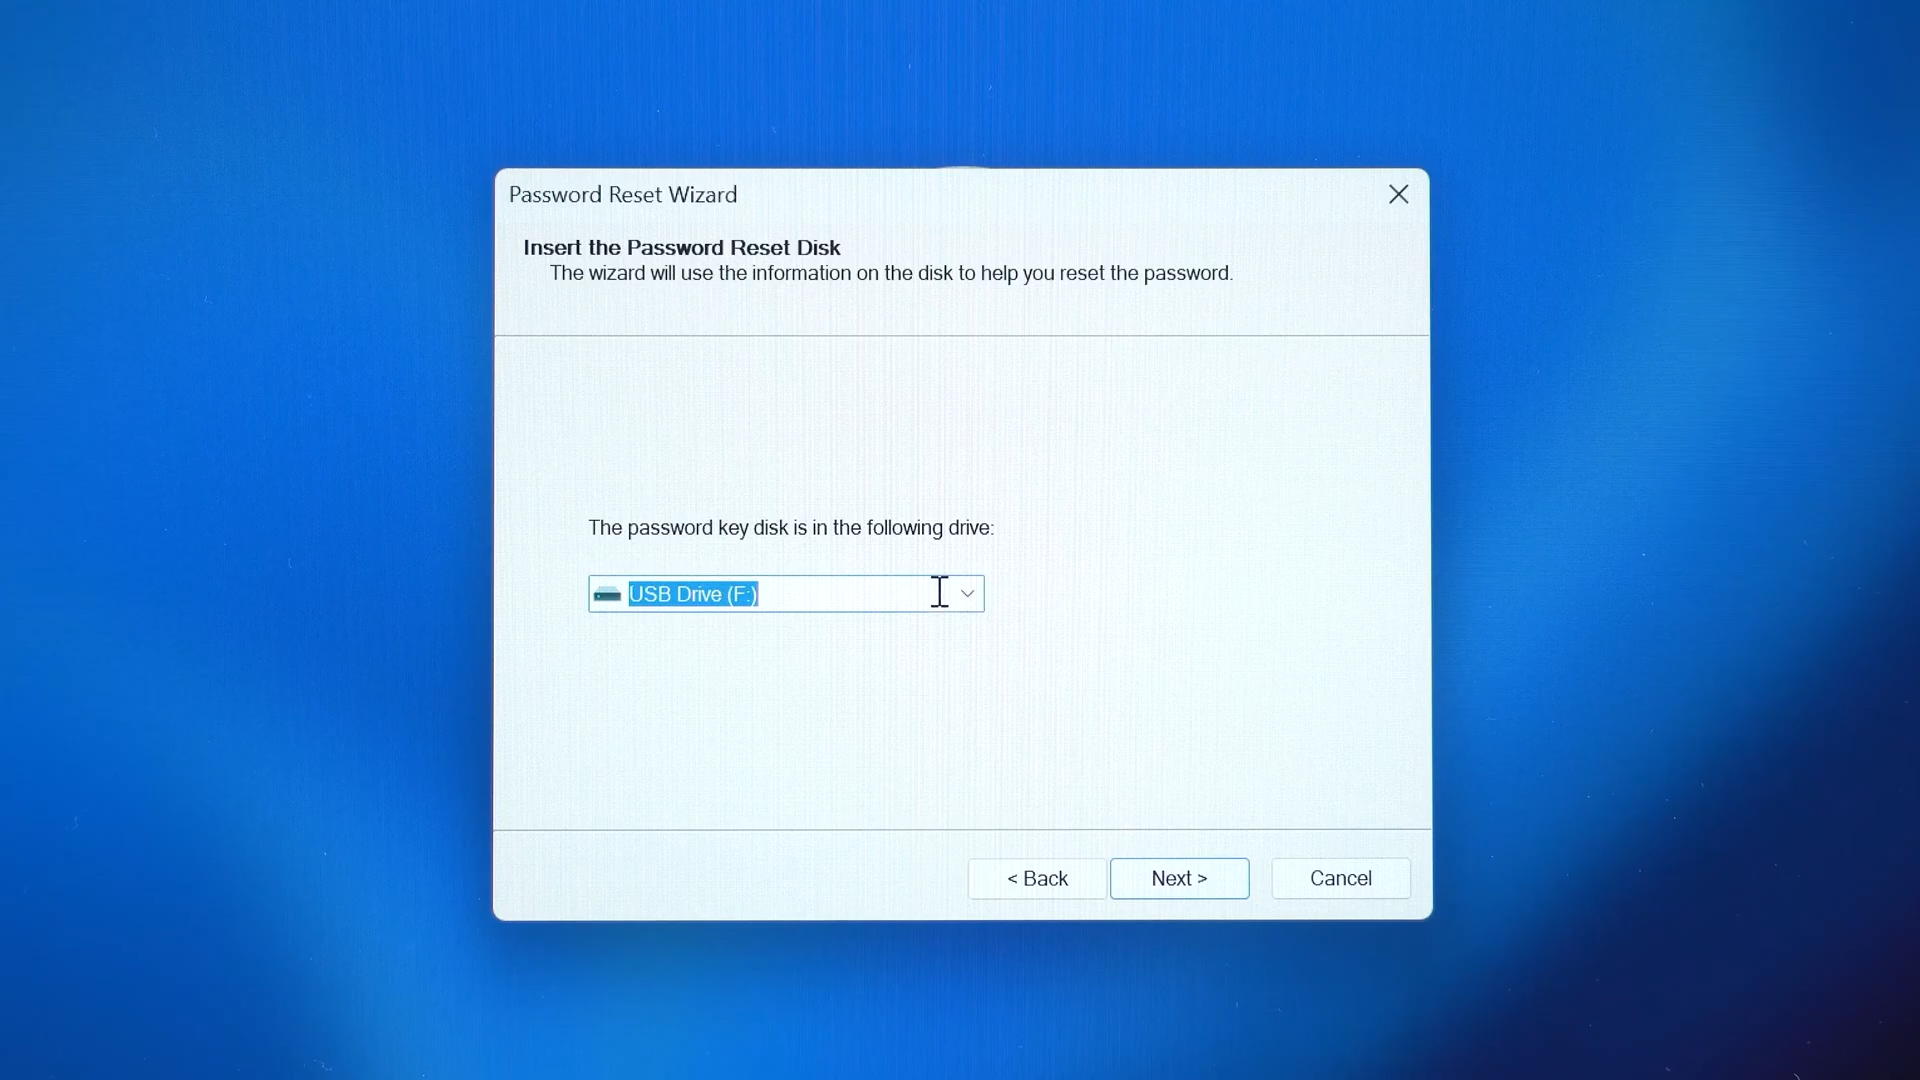 Password Reset Wizard
Insert the Password Reset Disk
The wizard will use the information on the disk to help you reset the password.
The password key disk is in the following drive:
USB Drive (F:)
< Back
Next >
Cancel